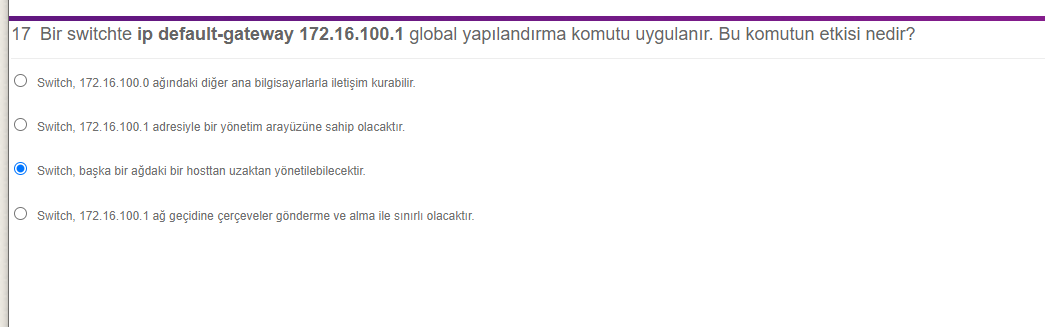 17 Bir switchte ip default-gateway 172.16.100.1 global yapılandırma komutu uygulanır. Bu komutun etkisi nedir?
Switch, 172.16.100.0 ağındaki diğer ana bilgisayarlarla iletişim kurabilir.
Switch, 172.16.100.1 adresiyle bir yönetim arayüzüne sahip olacaktır.
Switch, başka bir ağdaki bir hosttan uzaktan yönetilebilecektir.
Switch, 172.16.100.1 ağ geçidine çerçeveler gönderme ve alma ile sınırlı olacaktır.